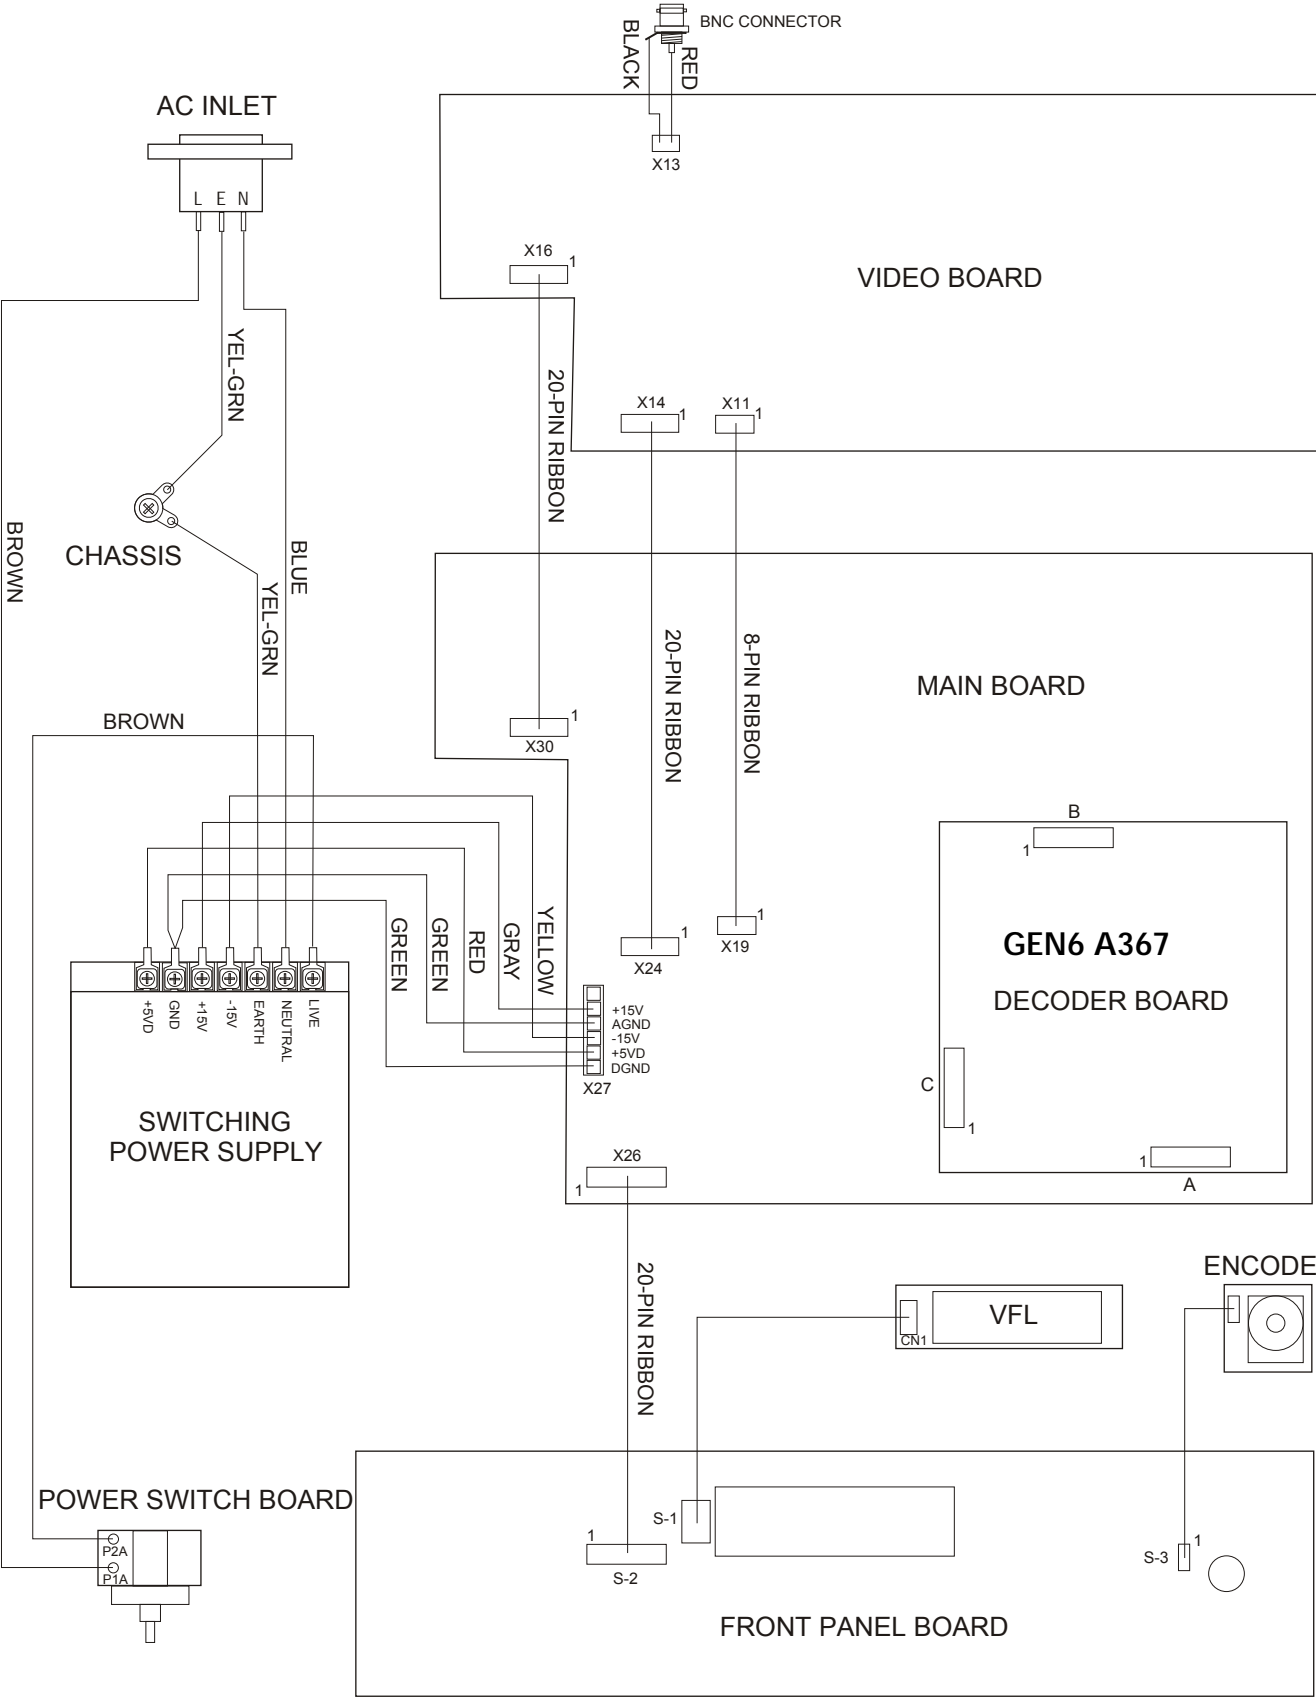 BNC CONNECTOR
BLACK
RED
AC INLET
X13
L E N
X16
1
VIDEO BOARD
YEL-GRN
20-PIN RIBBON
X14
1
X11
1
CHASSIS
BROWN
BLUE
YEL-GRN
20-PIN RIBBON
8-PIN RIBBON
MAIN BOARD
BROWN
1
X30
B
1
GREEN
GREEN
RED
GRAY
YELLOW
1
X24
1
X19
GEN6 A367
DECODER BOARD
+5VD
GND
+15V
-15V
EARTH
NEUTRAL
LIVE
+15V
AGND
-15V
+5VD
DGND
X27
C
1
SWITCHING
POWER SUPPLY
X26
1
1
A
20-PIN RIBBON
ENCODE
VFL
CN1
POWER SWITCH BOARD
P2A
P1A
S-1
1
S-2
1
S-3
FRONT PANEL BOARD